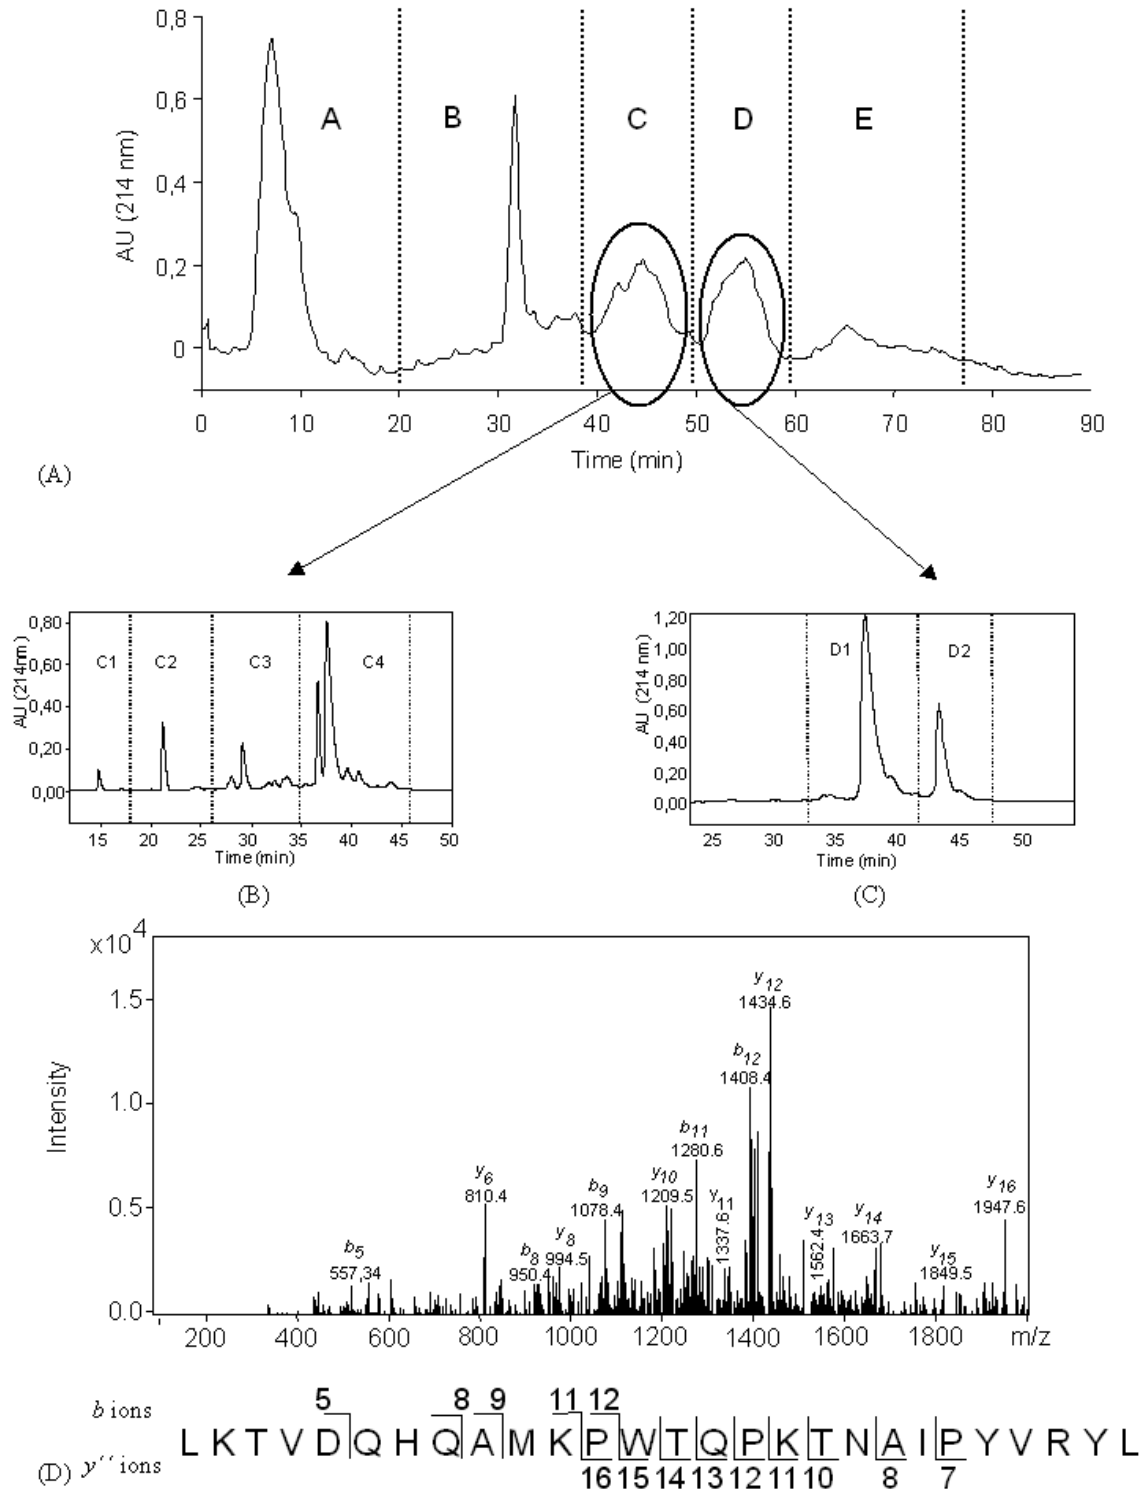 0,8
0,6
0,4
0,2
0
AU (214 nm)
A B C D E
0 10 20 30 40 50 60 70 80 90
Time (min)
(A)
0,80
0,60
0,40
0,20
0,00
AU (214nm)
C1 C2 C3 C4
15 20 25 30 35 40 45 50
Time (min)
(B)
1,20
1,00
0,80
0,60
0,40
0,20
0,00
AU (214 nm)
D1 D2
25 30 35 40 45 50
Time (min)
(C)
x10⁴
1.5
1.0
0.5
0.0
Intensity
y12
1434.6
b12
1408.4
b11
1280.6
y6
810.4
b9
1078.4
y10
1209.5
y11
1337.6
y16
1947.6
b5
557,34
b8
950.4
y8
994.5
y13
1562.4
y14
1663.7
y15
1849.5
200 400 600 800 1000 1200 1400 1600 1800 m/z
b ions 5 8 9 11 12
L K T V D Q H Q A M K P W T Q P K T N A I P Y V R Y L
(D) y'' ions 16 15 14 13 12 11 10 8 7